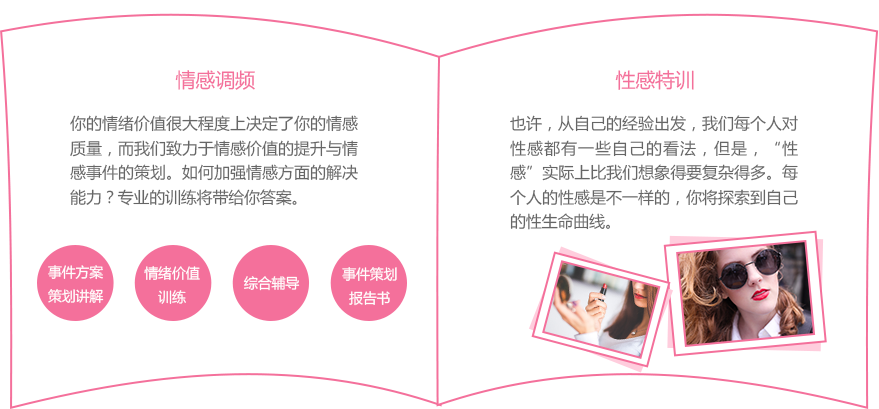 情感调频
你的情绪价值很大程度上决定了你的情感
质量，而我们致力于情感价值的提升与情
感事件的策划。如何加强情感方面的解决
能力？专业的训练将带给你答案。
事件方案
策划讲解
情绪价值
训练
综合辅导
事件策划
报告书
性感特训
也许，从自己的经验出发，我们每个人对
性感都有一些自己的看法，但是，“性
感”实际上比我们想象得要复杂得多。每
个人的性感是不一样的，你将探索到自己
的性生命曲线。